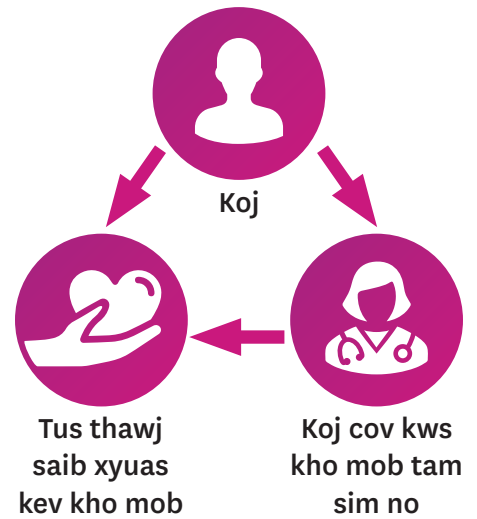 Koj
Tus thawj
saib xyuas
kev kho mob
Koj cov kws
kho mob tam
sim no